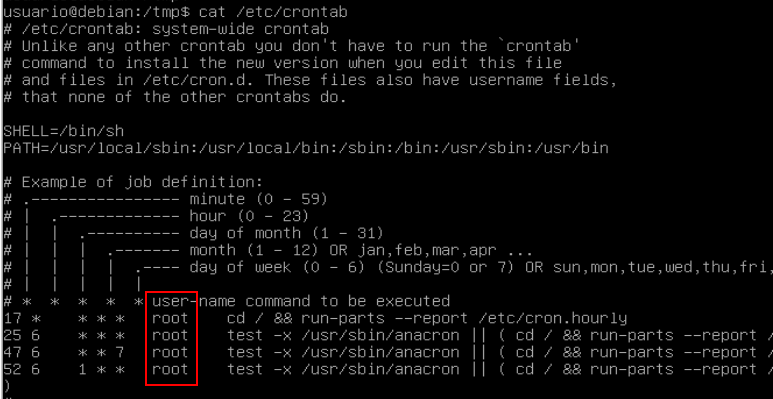 usuario@debian:/tmp$ cat /etc/crontab
# /etc/crontab: system-wide crontab
# Unlike any other crontab you don't have to run the `crontab'
# command to install the new version when you edit this file
# and files in /etc/cron.d. These files also have username fields,
# that none of the other crontabs do.

SHELL=/bin/sh
PATH=/usr/local/sbin:/usr/local/bin:/sbin:/bin:/usr/sbin:/usr/bin

# Example of job definition:
# .---------------- minute (0 - 59)
# |  .------------- hour (0 - 23)
# |  |  .---------- day of month (1 - 31)
# |  |  |  .------- month (1 - 12) OR jan,feb,mar,apr ...
# |  |  |  |  .---- day of week (0 - 6) (Sunday=0 or 7) OR sun,mon,tue,wed,thu,fri,
# |  |  |  |  |
# *  *  *  *  * user-name command to be executed
17 *    * * *   root    cd / && run-parts --report /etc/cron.hourly
25 6    * * *   root    test -x /usr/sbin/anacron || ( cd / && run-parts --report /
47 6    * * 7   root    test -x /usr/sbin/anacron || ( cd / && run-parts --report /
52 6    1 * *   root    test -x /usr/sbin/anacron || ( cd / && run-parts --report /
)